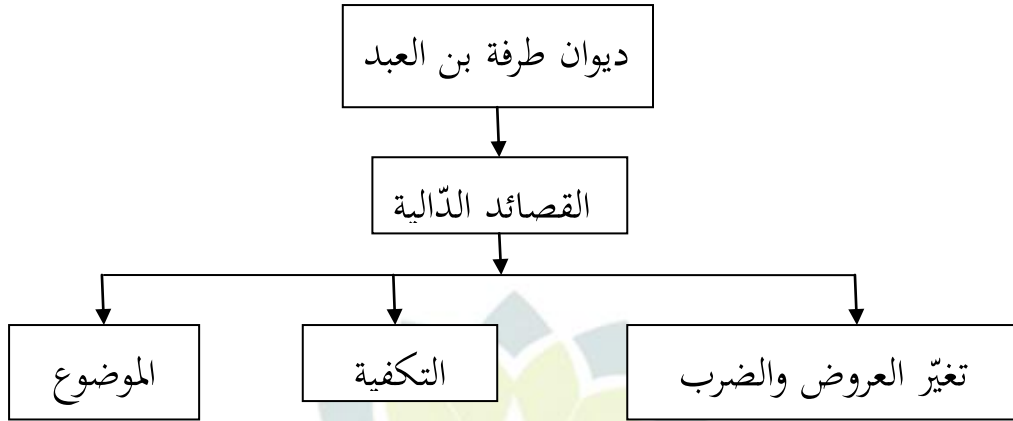 ديوان طرفة بن العبد
القصائد الدّالية
تغيّر العروض والضرب
التكفية
الموضوع